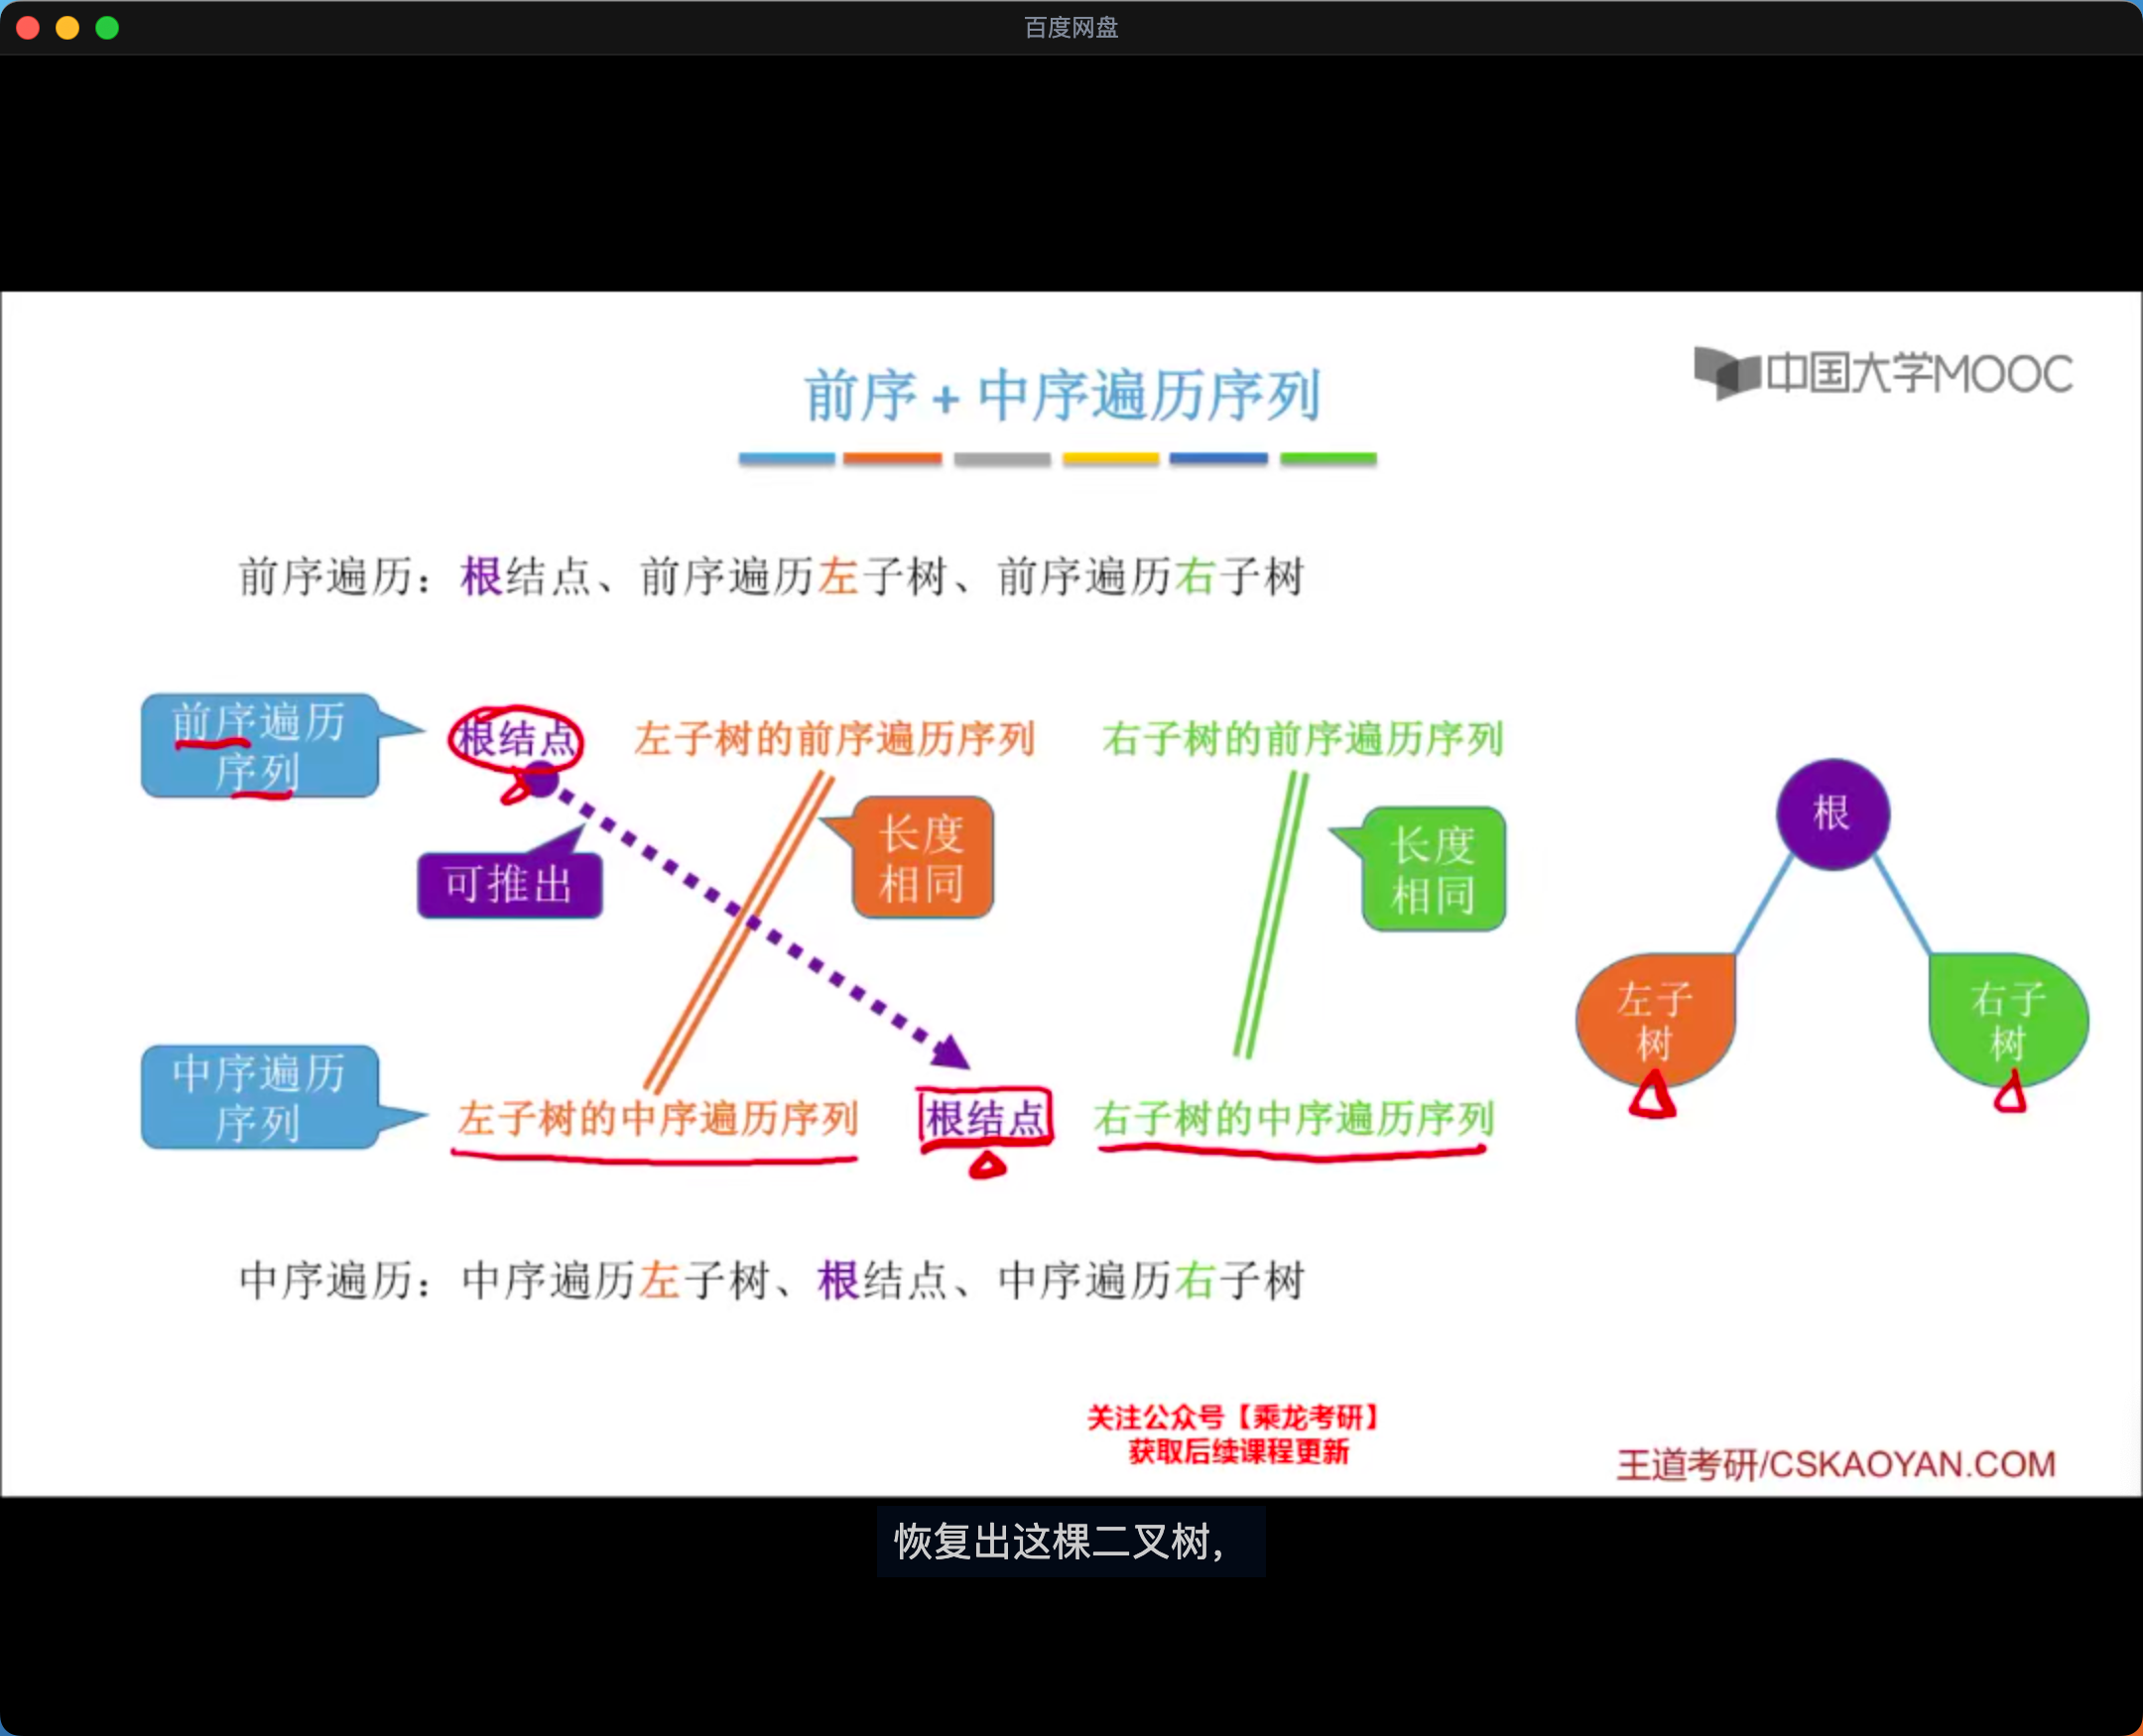 百度网盘
中国大学MOOC
前序 + 中序遍历序列
前序遍历：根结点、前序遍历左子树、前序遍历右子树
前序遍历
序列
根结点
左子树的前序遍历序列
右子树的前序遍历序列
可推出
长度
相同
长度
相同
根
左子
树
右子
树
中序遍历
序列
左子树的中序遍历序列
根结点
右子树的中序遍历序列
中序遍历：中序遍历左子树、根结点、中序遍历右子树
关注公众号【乘龙考研】
获取后续课程更新
王道考研/CSKAOYAN.COM
恢复出这棵二叉树，